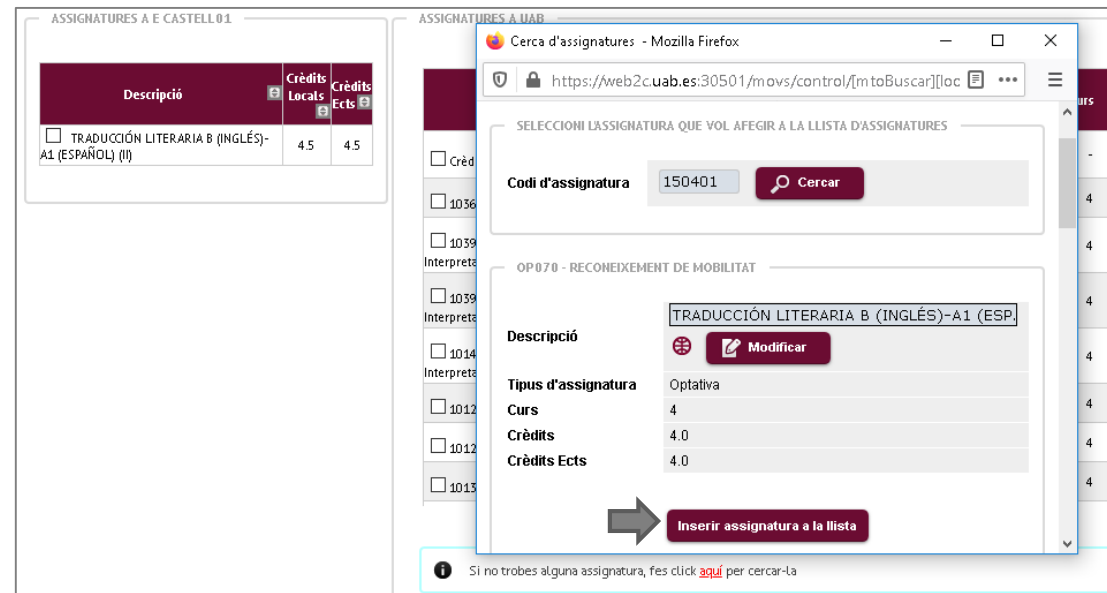 ASSIGNATURES A E CASTELL01
Descripció
Crèdits Locals
Crèdits Ects
TRADUCCIÓN LITERARIA B (INGLÉS)-
A1 (ESPAÑOL) (II)
4.5
4.5
ASSIGNATURES A UAB
urs
Crèd
-
1036
4
1039
Interpreta
4
1039
Interpreta
4
1014
Interpreta
4
1012
4
1012
4
1013
4
Cerca d'assignatures - Mozilla Firefox
https://web2c.uab.es:30501/movs/control/[mtoBuscar][loc
SELECCIONI L'ASSIGNATURA QUE VOL AFEGIR A LA LLISTA D'ASSIGNATURES
Codi d'assignatura 150401 Cercar
OP070 - RECONEIXEMENT DE MOBILITAT
Descripció
TRADUCCIÓN LITERARIA B (INGLÉS)-A1 (ESP.
Modificar
Tipus d'assignatura Optativa
Curs 4
Crèdits 4.0
Crèdits Ects 4.0
Inserir assignatura a la llista
Si no trobes alguna assignatura, fes click aquí per cercar-la